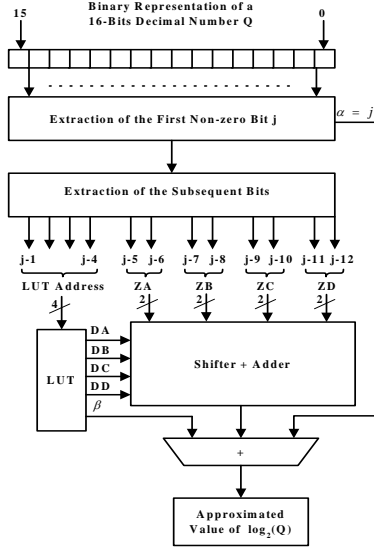 Binary Representation of a
16-Bits Decimal Number Q
15
0
Extraction of the First Non-zero Bit j
α = j
Extraction of the Subsequent Bits
j-1 j-4 j-5 j-6 j-7 j-8 j-9 j-10 j-11 j-12
LUT Address ZA ZB ZC ZD
4 2 2 2 2
DA
DB
DC
DD
β
LUT
Shifter + Adder
+
Approximated
Value of log₂(Q)